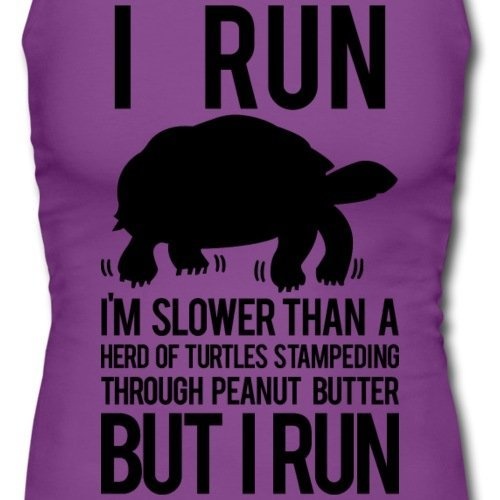 I RUN
I'M SLOWER THAN A
HERD OF TURTLES STAMPEDING
THROUGH PEANUT BUTTER
BUT I RUN